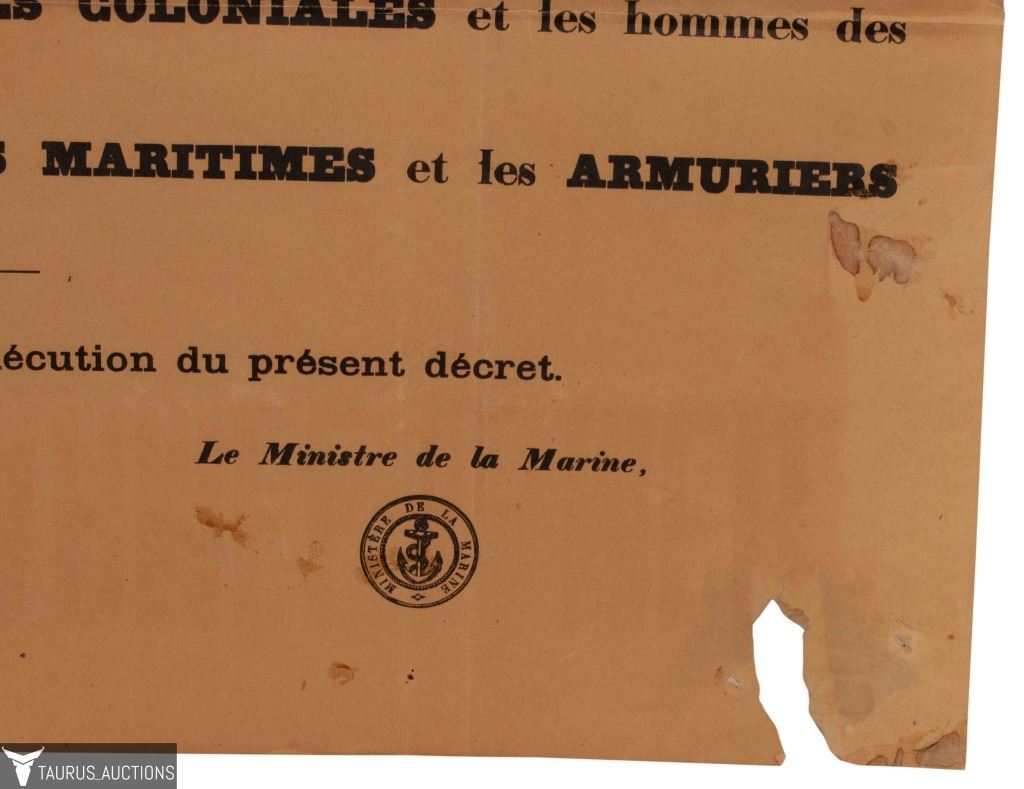 COLONIALES et les hommes des
MARITIMES et les ARMURIERS
du présent décret.
Le Ministre de la Marine,
MINISTÈRE DE LA MARINE
TAURUS_AUCTIONS